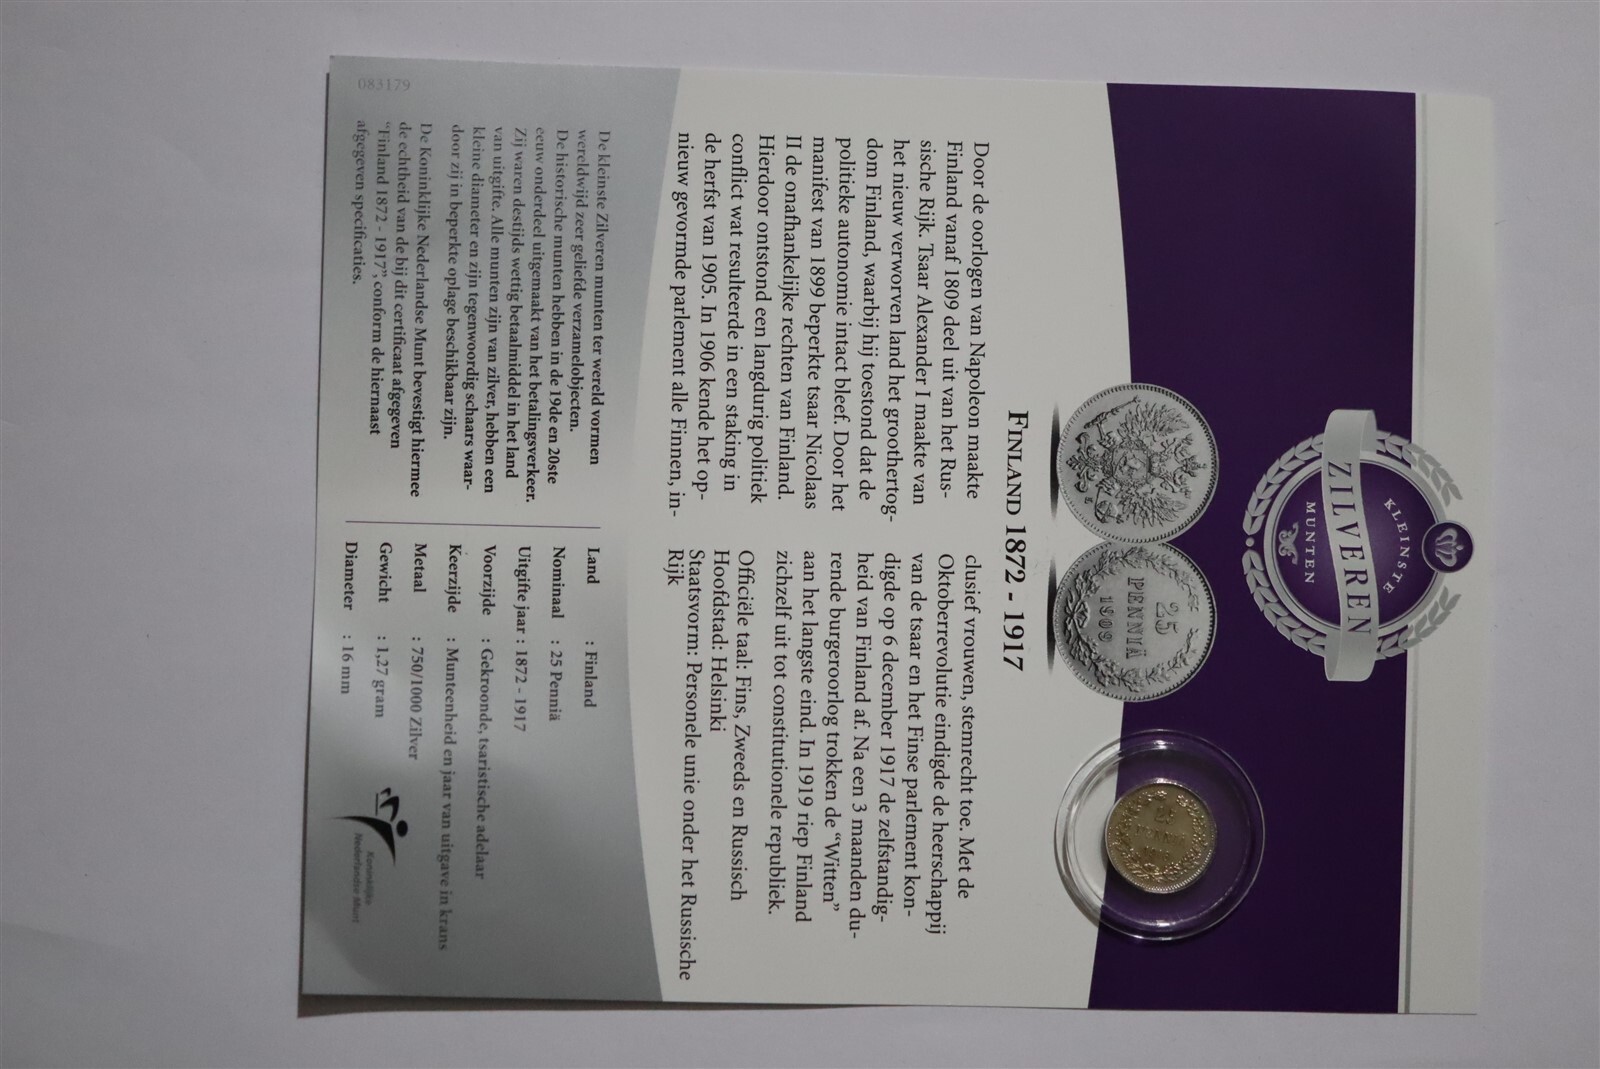 KLEINSTE
ZILVEREN
MUNTEN
25
PENNIÄ
1909
25
PENNIÄ
FINLAND 1872 - 1917
Door de oorlogen van Napoleon maakte
Finland vanaf 1809 deel uit van het Rus-
sische Rijk. Tsaar Alexander I maakte van
het nieuw verworven land het groothertog-
dom Finland, waarbij hij toestond dat de
politieke autonomie intact bleef. Door het
manifest van 1899 beperkte tsaar Nicolaas
II de onafhankelijke rechten van Finland.
Hierdoor ontstond een langdurig politiek
conflict wat resulteerde in een staking in
de herfst van 1905. In 1906 kende het op-
nieuw gevormde parlement alle Finnen, in-
clusief vrouwen, stemrecht toe. Met de
Oktoberrevolutie eindigde de heerschappij
van de tsaar en het Finse parlement kon-
digde op 6 december 1917 de zelfstandig-
heid van Finland af. Na een 3 maanden du-
rende burgeroorlog trokken de “Witten”
aan het langste eind. In 1919 riep Finland
zichzelf uit tot constitutionele republiek.
Officiële taal: Fins, Zweeds en Russisch
Hoofdstad: Helsinki
Staatsvorm: Personele unie onder het Russische
Rijk
De kleinste Zilveren munten ter wereld vormen
wereldwijd zeer geliefde verzamelobjecten.
De historische munten hebben in de 19de en 20ste
eeuw onderdeel uitgemaakt van het betalingsverkeer.
Zij waren destijds wettig betaalmiddel in het land
van uitgifte. Alle munten zijn van zilver, hebben een
kleine diameter en zijn tegenwoordig schaars waar-
door zij in beperkte oplage beschikbaar zijn.
De Koninklijke Nederlandse Munt bevestigt hiermee
de echtheid van de bij dit certificaat afgegeven
“Finland 1872 - 1917”, conform de hiernaast
afgegeven specificaties.
Land : Finland
Nominaal : 25 Penniä
Uitgifte jaar : 1872 - 1917
Voorzijde : Gekroonde, tsaristische adelaar
Keerzijde : Munteenheid en jaar van uitgave in krans
Metaal : 750/1000 Zilver
Gewicht : 1,27 gram
Diameter : 16 mm
Koninklijke
Nederlandse Munt
083179